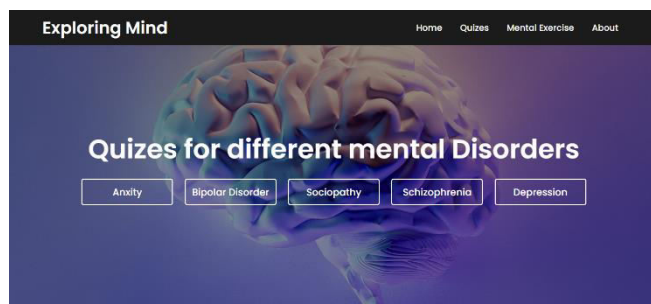 Exploring Mind Home Quizes Mental Exercise About
Quizes for different mental Disorders
Anxity Bipolar Disorder Sociopathy Schizophrenia Depression